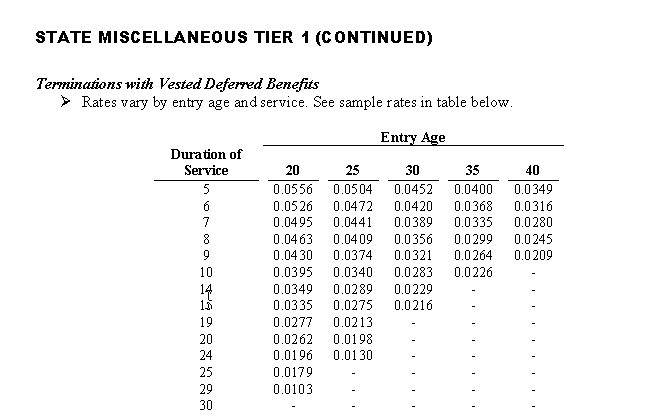 STATE MISCELLANEOUS TIER 1 (CONTINUED)
Terminations with Vested Deferred Benefits
➢ Rates vary by entry age and service. See sample rates in table below.
Entry Age
Duration of
Service 20 25 30 35 40
5 0.0556 0.0504 0.0452 0.0400 0.0349
6 0.0526 0.0472 0.0420 0.0368 0.0316
7 0.0495 0.0441 0.0389 0.0335 0.0280
8 0.0463 0.0409 0.0356 0.0299 0.0245
9 0.0430 0.0374 0.0321 0.0264 0.0209
10 0.0395 0.0340 0.0283 0.0226 -
14 0.0349 0.0289 0.0229 - -
15 0.0335 0.0275 0.0216 - -
19 0.0277 0.0213 - - -
20 0.0262 0.0198 - - -
24 0.0196 0.0130 - - -
25 0.0179 - - - -
29 0.0103 - - - -
30 - - - - -